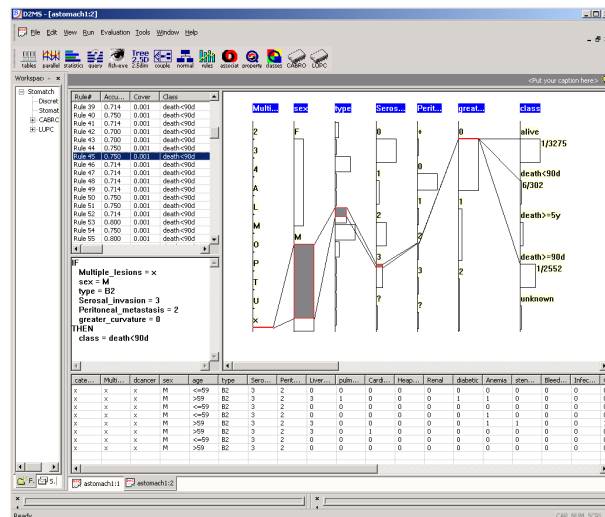 D2MS - [astomach1:2]
File Edit View Run Evaluation Tools Window Help
tables parallel statistics query fish-eye Tree 2.5D 2.5dim couple normal rules associat property classes CABRO LUPC
Workspac
<Put your caption here>
Stomatch
Discret
Stomat
CABRC
LUPC
Rule# Accu... Cover Class
Rule 39 0.714 0.001 death<90d
Rule 40 0.750 0.001 death<90d
Rule 41 0.714 0.001 death<90d
Rule 42 0.700 0.001 death<90d
Rule 43 0.700 0.001 death<90d
Rule 44 0.750 0.001 death<90d
Rule 45 0.750 0.001 death<90d
Rule 46 0.714 0.001 death<90d
Rule 47 0.714 0.001 death<90d
Rule 48 0.714 0.001 death<90d
Rule 49 0.714 0.001 death<90d
Rule 50 0.750 0.001 death<90d
Rule 51 0.750 0.001 death<90d
Rule 52 0.714 0.001 death<90d
Rule 53 0.800 0.001 death<90d
Rule 54 0.750 0.001 death<90d
Rule 55 0.800 0.001 death<90d
IF
Multiple_lesions = x
sex = M
type = B2
Serosal_invasion = 3
Peritoneal_metastasis = 2
greater_curvature = 0
THEN
class = death<90d
Multi... sex type Seros... Perit... great... class
2 F 0 + 0 alive
1/3275
3
4 1 0 death<90d
6/302
A
L 1
M 2 1 death>=5y
O M 2
P 3 3 2 death>=90d
1/2552
T
U ? ? unknown
x
cate... Multi... dcancer sex age type Sero... Perit... Liver... pulm... Cardi... Heap... Renal diabetic Anemia sten... Bleed... Infec...
x x x M <=59 B2 3 2 0 0 0 0 0 0 0 0 0 0
x x x M >59 B2 3 2 3 1 0 0 0 1 1 0 0 0
x x x M <=59 B2 3 2 0 0 0 0 0 0 0 0 0 0
x x x M >59 B2 3 2 0 0 0 0 0 0 1 0 0 0
x x x M >59 B2 3 2 3 0 0 0 0 0 1 1 0 0
x x x M >59 B2 3 2 3 0 1 0 0 0 0 0 0 0
x x x M <=59 B2 3 2 0 0 0 0 0 0 0 0 0 0
x x x M >59 B2 3 2 0 0 0 0 0 0 0 0 0 0
F. S. astomach1:1 astomach1:2
Ready
CAP NUM SCRL